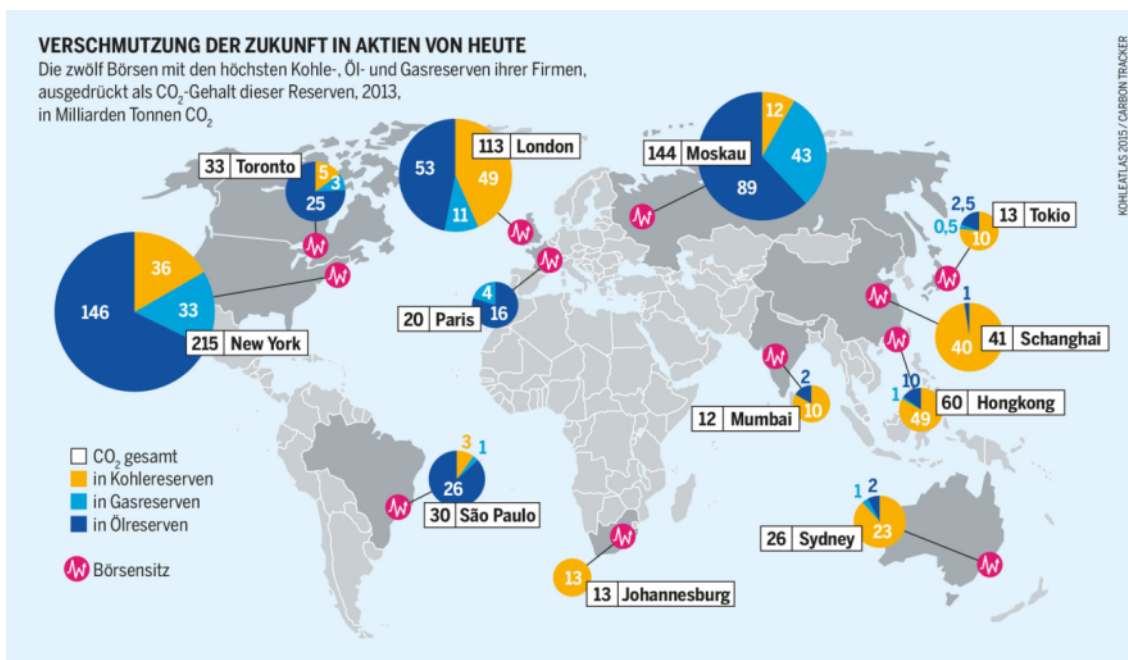 VERSCHMUTZUNG DER ZUKUNFT IN AKTIEN VON HEUTE
Die zwölf Börsen mit den höchsten Kohle-, Öl- und Gasreserven ihrer Firmen,
ausgedrückt als CO₂-Gehalt dieser Reserven, 2013,
in Milliarden Tonnen CO₂
KOHLEATLAS 2015 / CARBON TRACKER
33 Toronto
5
3
25
113 London
53
49
11
144 Moskau
12
43
89
13 Tokio
2,5
0,5
10
215 New York
36
33
146
20 Paris
4
16
41 Schanghai
1
40
12 Mumbai
2
10
60 Hongkong
10
1
49
30 São Paulo
3
1
26
26 Sydney
1
2
23
13 Johannesburg
13
CO₂ gesamt
in Kohlereserven
in Gasreserven
in Ölreserven
Börsensitz